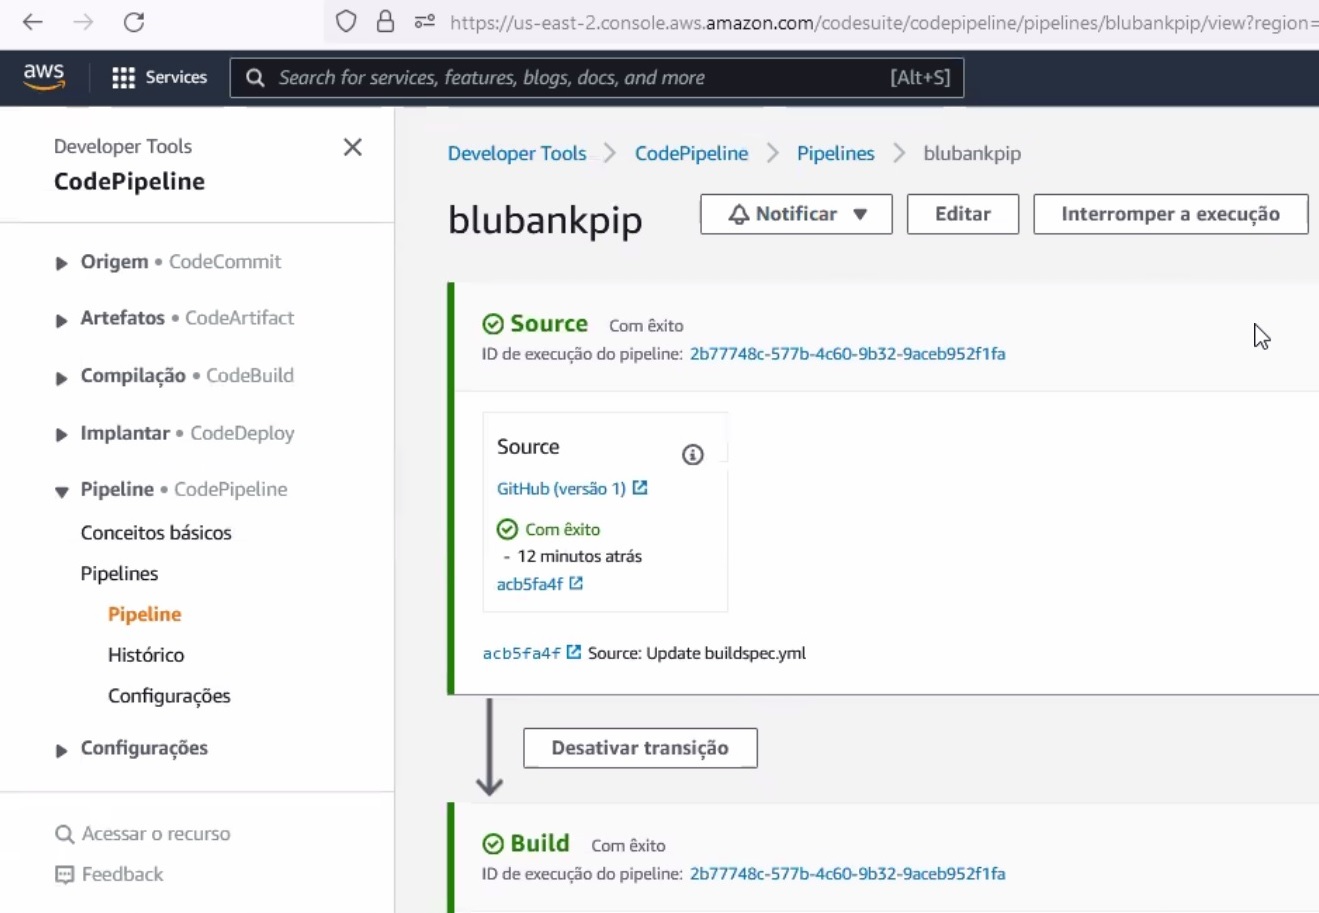 https://us-east-2.console.aws.amazon.com/codesuite/codepipeline/pipelines/blubankpip/view?region=
aws
Services
Search for services, features, blogs, docs, and more
[Alt+S]
Developer Tools
CodePipeline
Origem • CodeCommit
Artefatos • CodeArtifact
Compilação • CodeBuild
Implantar • CodeDeploy
Pipeline • CodePipeline
Conceitos básicos
Pipelines
Pipeline
Histórico
Configurações
Configurações
Acessar o recurso
Feedback
Developer Tools > CodePipeline > Pipelines > blubankpip
blubankpip
Notificar
Editar
Interromper a execução
Source Com êxito
ID de execução do pipeline: 2b77748c-577b-4c60-9b32-9aceb952f1fa
Source
GitHub (versão 1)
Com êxito
- 12 minutos atrás
acb5fa4f
acb5fa4f Source: Update buildspec.yml
Desativar transição
Build Com êxito
ID de execução do pipeline: 2b77748c-577b-4c60-9b32-9aceb952f1fa